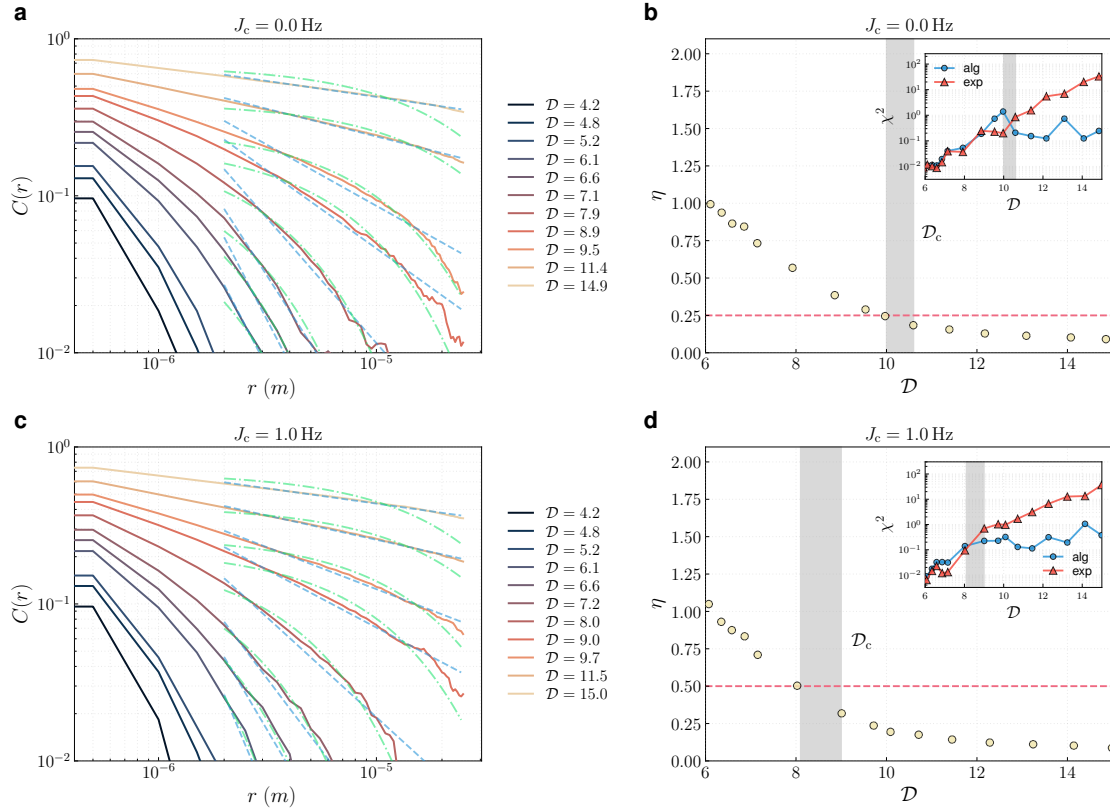 a
J_c = 0.0 Hz
C(r)
10^0
10^-1
10^-2
10^-6
10^-5
r (m)
𝒟 = 4.2
𝒟 = 4.8
𝒟 = 5.2
𝒟 = 6.1
𝒟 = 6.6
𝒟 = 7.1
𝒟 = 7.9
𝒟 = 8.9
𝒟 = 9.5
𝒟 = 11.4
𝒟 = 14.9
b
J_c = 0.0 Hz
η
2.00
1.75
1.50
1.25
1.00
0.75
0.50
0.25
0.00
6
8
10
12
14
𝒟
𝒟_c
χ^2
10^2
10^1
10^0
10^-1
10^-2
alg
exp
6
8
10
12
14
𝒟
c
J_c = 1.0 Hz
C(r)
10^0
10^-1
10^-2
10^-6
10^-5
r (m)
𝒟 = 4.2
𝒟 = 4.8
𝒟 = 5.2
𝒟 = 6.1
𝒟 = 6.6
𝒟 = 7.2
𝒟 = 8.0
𝒟 = 9.0
𝒟 = 9.7
𝒟 = 11.5
𝒟 = 15.0
d
J_c = 1.0 Hz
η
2.00
1.75
1.50
1.25
1.00
0.75
0.50
0.25
0.00
6
8
10
12
14
𝒟
𝒟_c
χ^2
10^2
10^1
10^0
10^-1
10^-2
alg
exp
6
8
10
12
14
𝒟